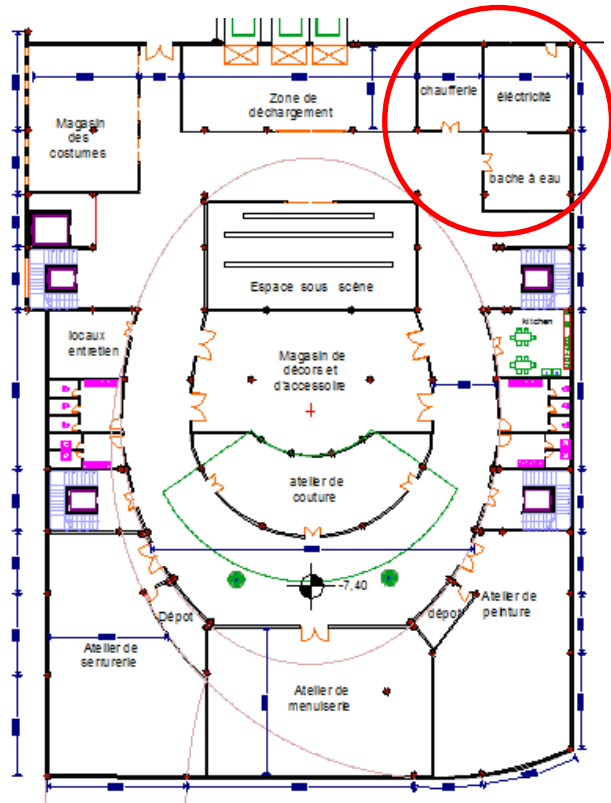 Zone de
déchargement
chaufferie
éléctricité
Magasin
des
costumes
bache à eau
Espace sous scène
kitchen
locaux
entretien
Magasin de
décors et
d'accessoire
atelier de
couture
-7,40
Dépot
dépot
Atelier de
peinture
Atelier de
serrurerie
Atelier de
menuiserie